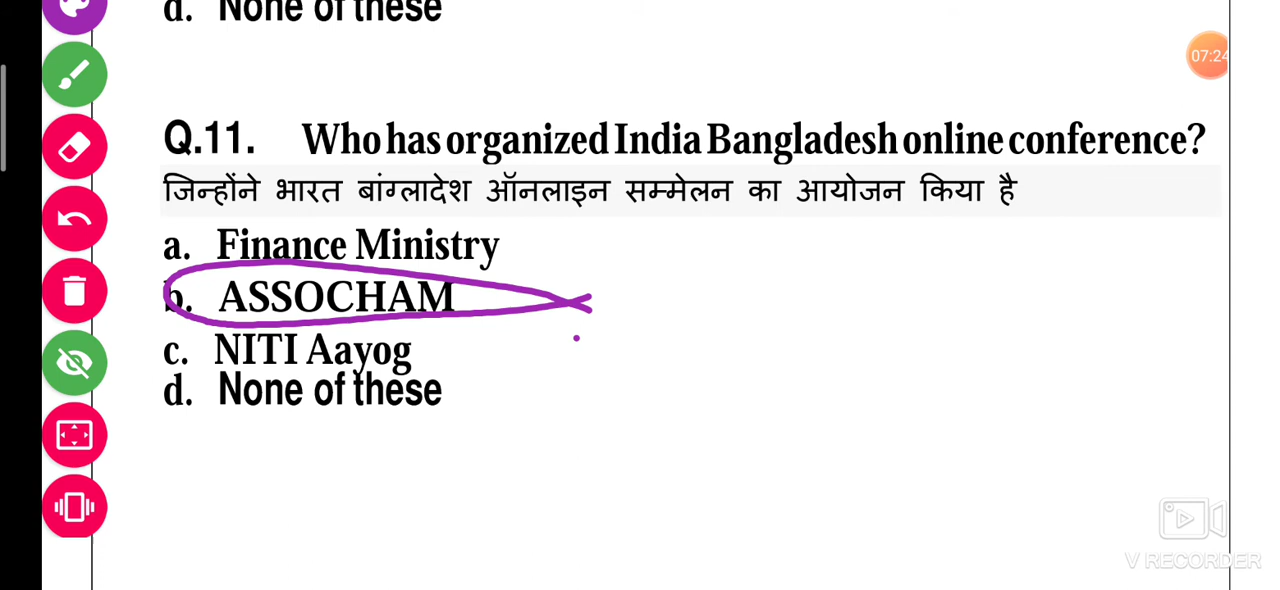 d. None of these
07:24
Q.11. Who has organized India Bangladesh online conference?
जिन्होंने भारत बांग्लादेश ऑनलाइन सम्मेलन का आयोजन किया है
a. Finance Ministry
b. ASSOCHAM
c. NITI Aayog
d. None of these
V RECORDER